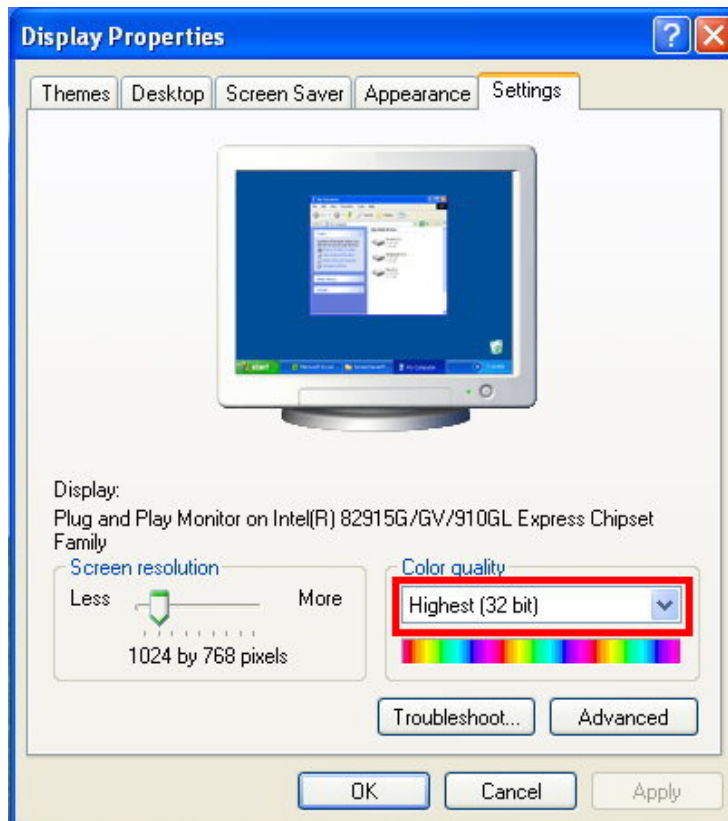 Display Properties
?
Themes Desktop Screen Saver Appearance Settings
start
Display:
Plug and Play Monitor on Intel(R) 82915G/GV/910GL Express Chipset
Family
Screen resolution
Less More
1024 by 768 pixels
Color quality
Highest (32 bit)
Troubleshoot... Advanced
OK Cancel Apply